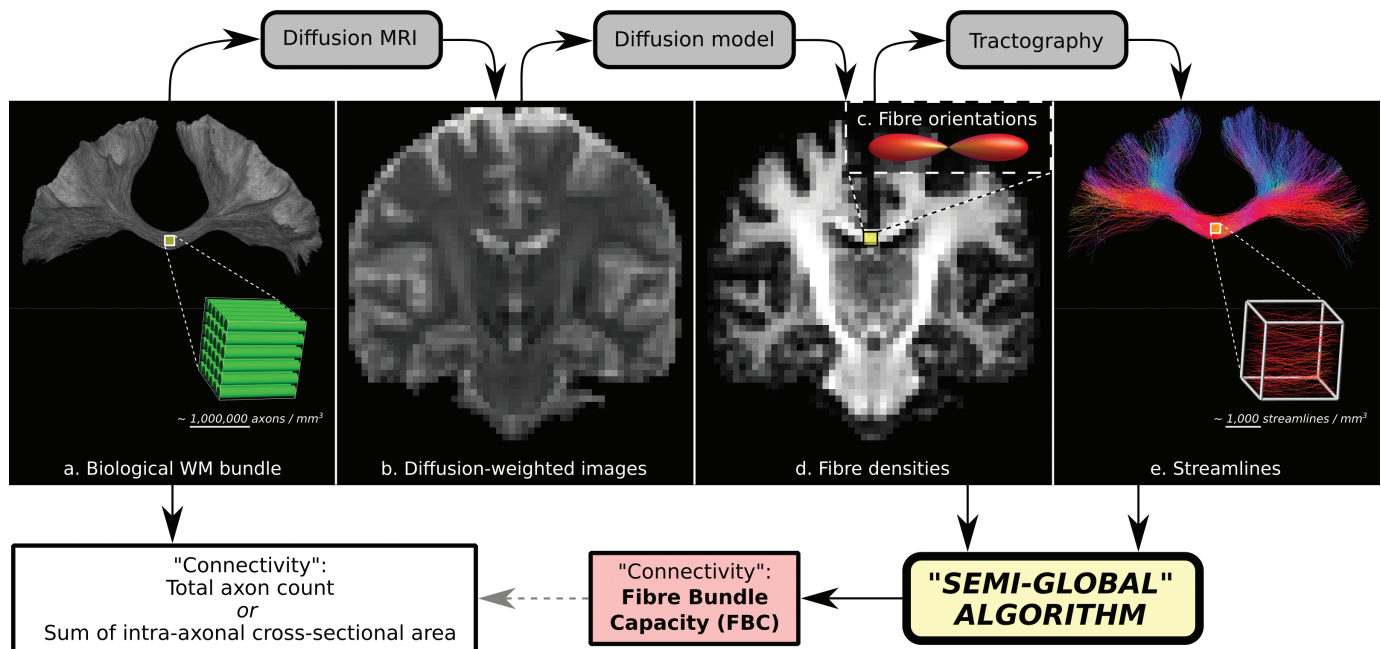 Diffusion MRI
Diffusion model
Tractography
c. Fibre orientations
~ 1,000,000 axons / mm³
~ 1,000 streamlines / mm³
a. Biological WM bundle
b. Diffusion-weighted images
d. Fibre densities
e. Streamlines
"Connectivity":
Total axon count
or
Sum of intra-axonal cross-sectional area
"Connectivity":
Fibre Bundle
Capacity (FBC)
"SEMI-GLOBAL"
ALGORITHM